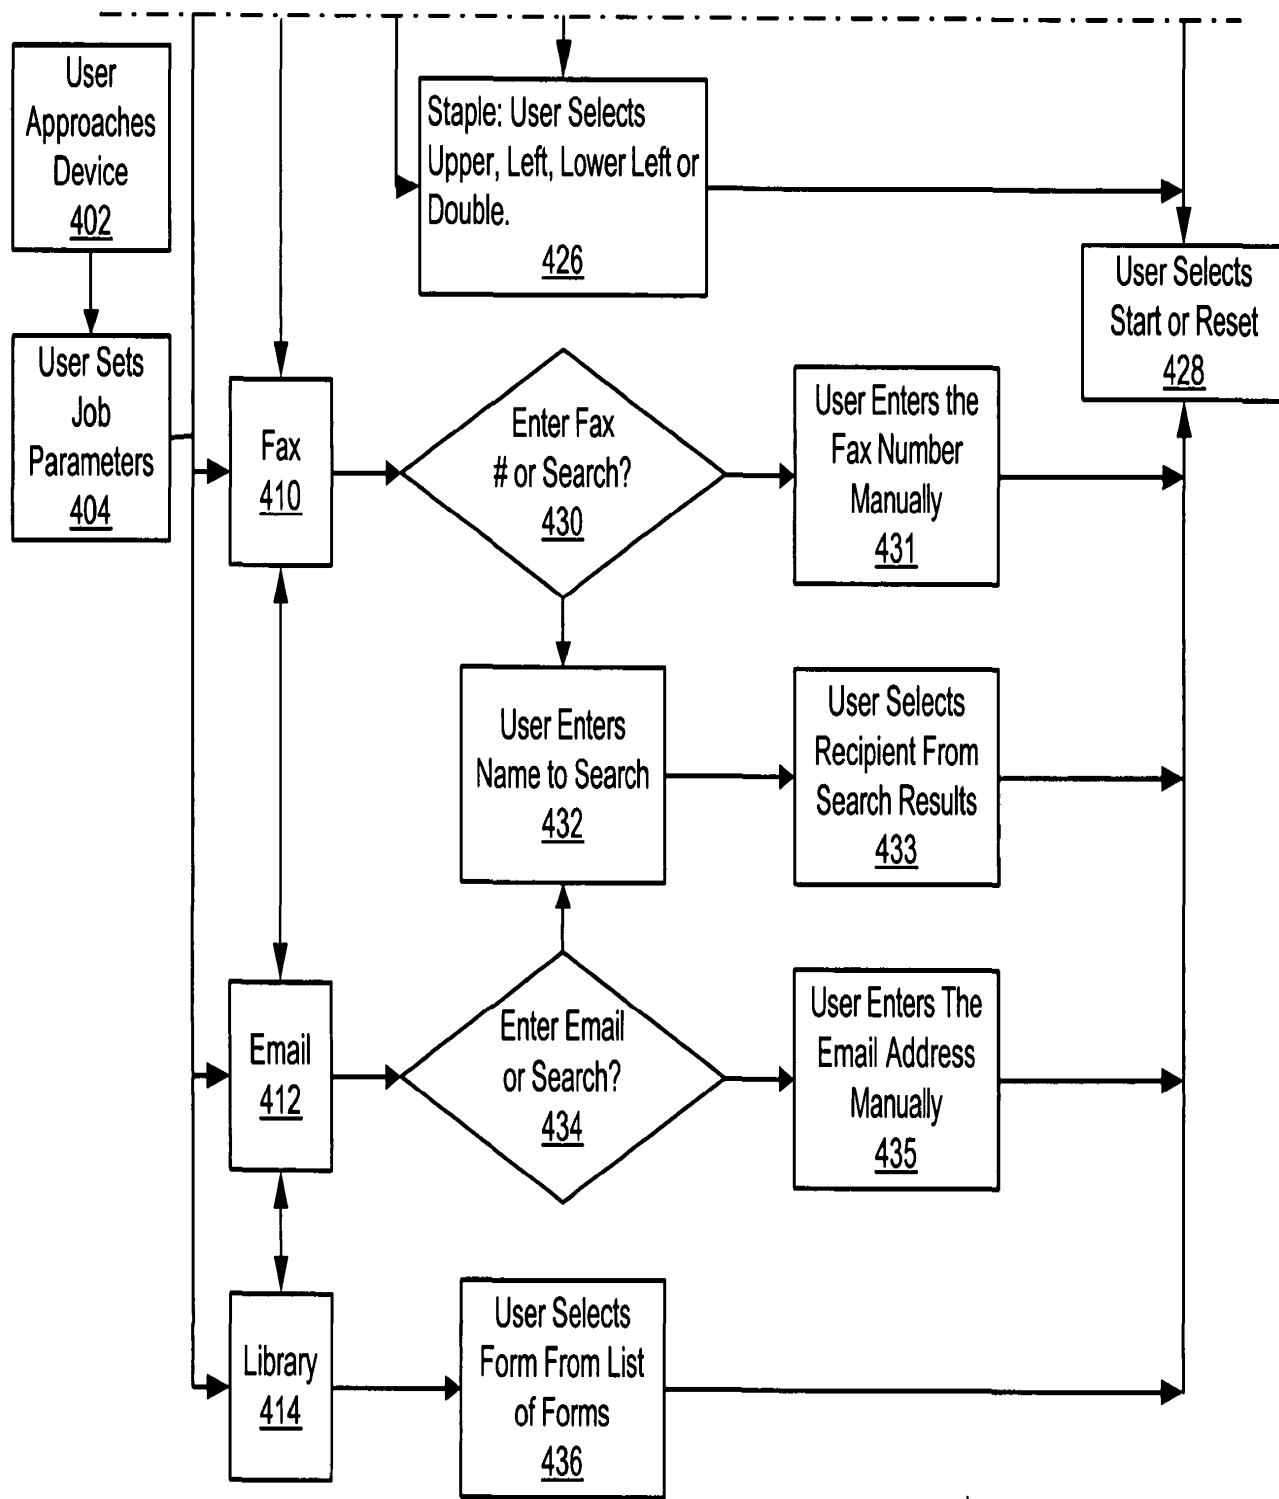 User
Approaches
Device
402
User Sets
Job
Parameters
404
Staple: User Selects
Upper, Left, Lower Left or
Double.
426
User Selects
Start or Reset
428
Fax
410
Enter Fax
# or Search?
430
User Enters the
Fax Number
Manually
431
User Enters
Name to Search
432
User Selects
Recipient From
Search Results
433
Email
412
Enter Email
or Search?
434
User Enters The
Email Address
Manually
435
Library
414
User Selects
Form From List
of Forms
436